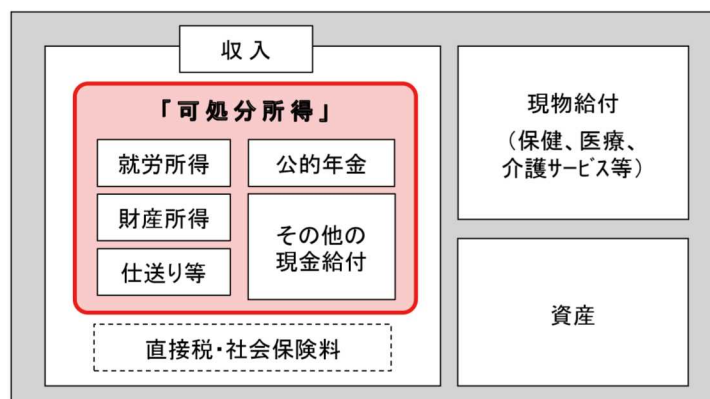 収入
「可処分所得」
就労所得
公的年金
財産所得
その他の
現金給付
仕送り等
直接税・社会保険料
現物給付
（保健、医療、
介護サービス等）
資産